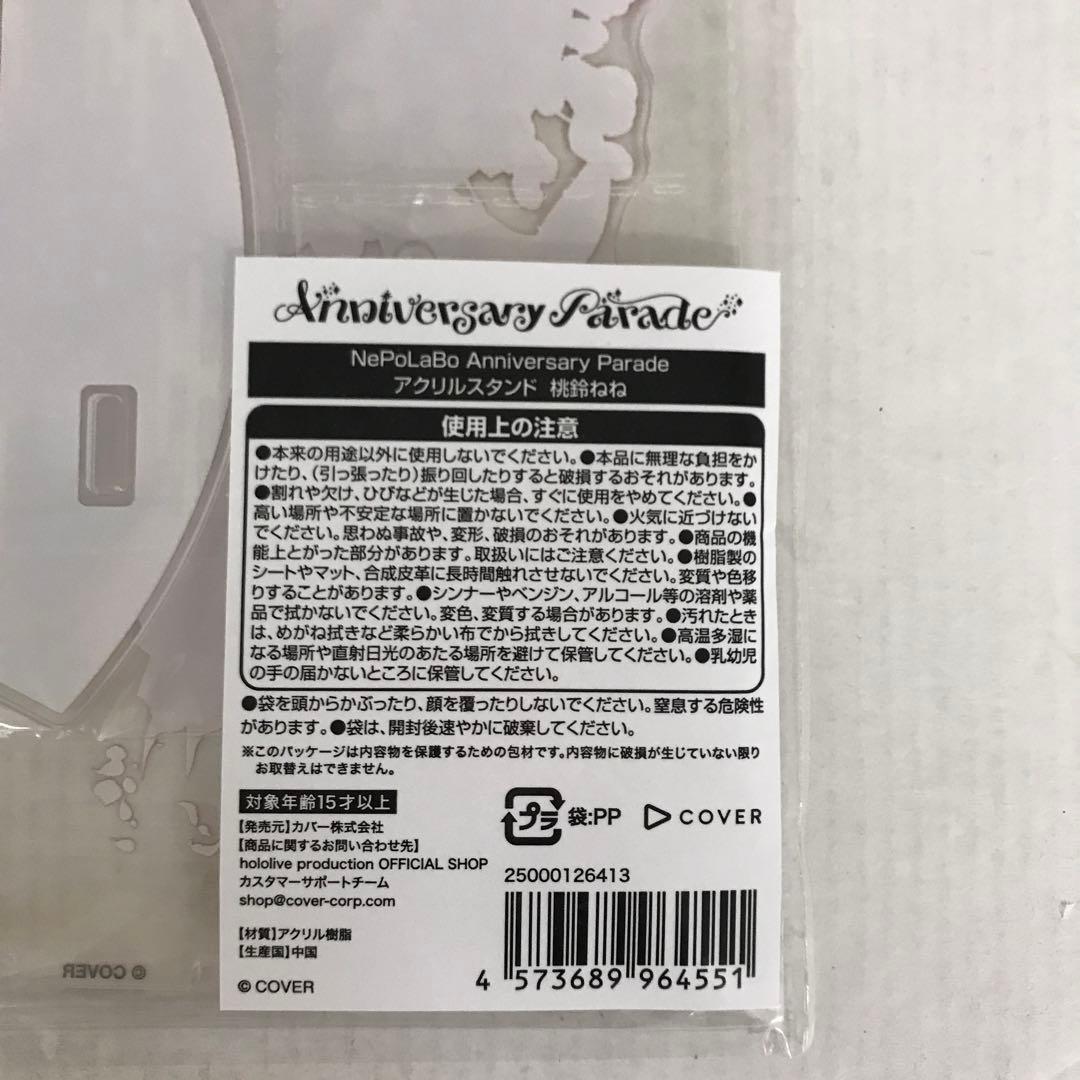 Anniversary Parade
NePoLaBo Anniversary Parade
アクリルスタンド 桃鈴ねね
使用上の注意
●本来の用途以外に使用しないでください。●本品に無理な負担をか
けたり、(引っ張ったり)振り回したりすると破損するおそれがあります。
●割れや欠け、ひびなどが生じた場合、すぐに使用をやめてください。●
高い場所や不安定な場所に置かないでください。●火気に近づけない
でください。思わぬ事故や、変形、破損のおそれがあります。●商品の機
能上とがった部分があります。取扱いにはご注意ください。●樹脂製の
シートやマット、合成皮革に長時間触れさせないでください。変質や色移
りすることがあります。●シンナーやベンジン、アルコール等の溶剤や薬
品で拭かないでください。変色、変質する場合があります。●汚れたとき
は、めがね拭きなど柔らかい布でから拭きしてください。●高温多湿に
なる場所や直射日光のあたる場所を避けて保管してください。●乳幼児
の手の届かないところに保管してください。
●袋を頭からかぶったり、顔を覆ったりしないでください。窒息する危険性
があります。●袋は、開封後速やかに破棄してください。
※このパッケージは内容物を保護するための包材です。内容物に破損が生じていない限り
お取替えはできません。
対象年齢15才以上
【発売元】カバー株式会社
【商品に関するお問い合わせ先】
hololive production OFFICIAL SHOP
カスタマーサポートチーム
shop@cover-corp.com
【材質】アクリル樹脂
【生産国】中国
© COVER
プラ 袋:PP COVER
25000126413
4 573689 964551
© COVER